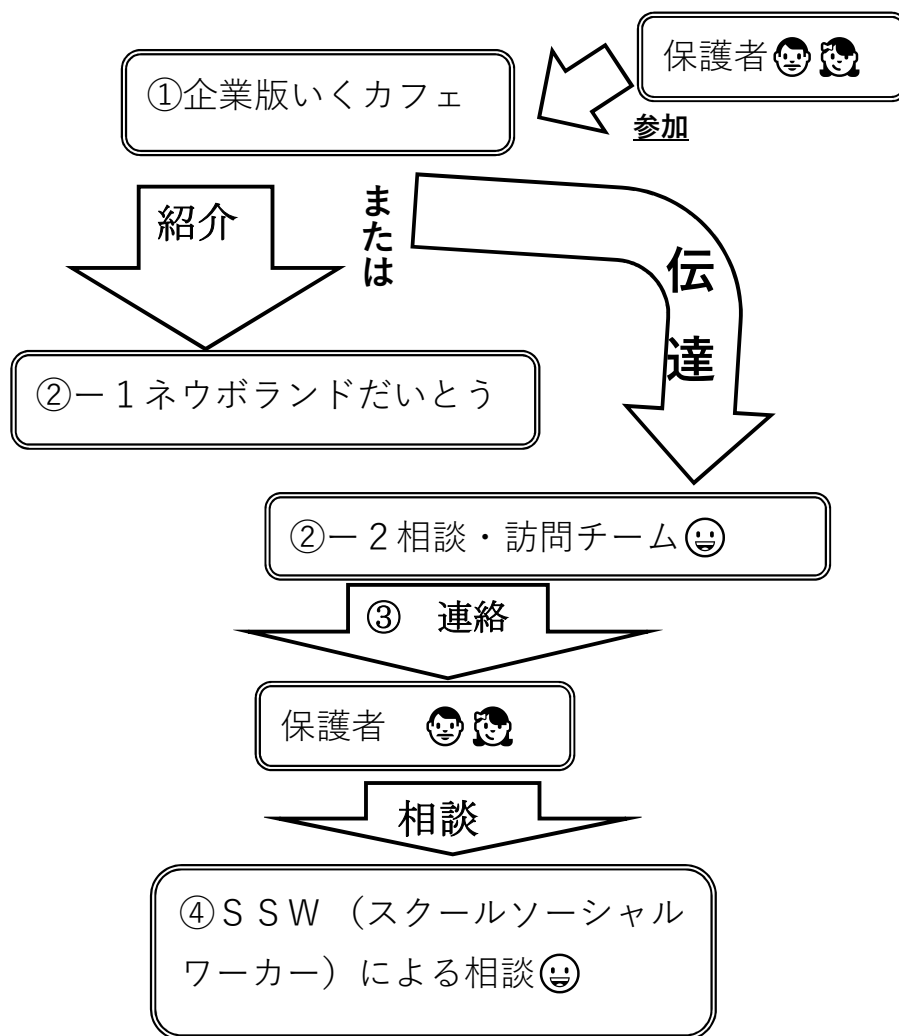 保護者
①企業版いくカフェ
参加
紹介
または
伝達
②ー１ネウボランドだいとう
②ー２相談・訪問チーム
③　連絡
保護者
相談
④ＳＳＷ（スクールソーシャル
ワーカー）による相談